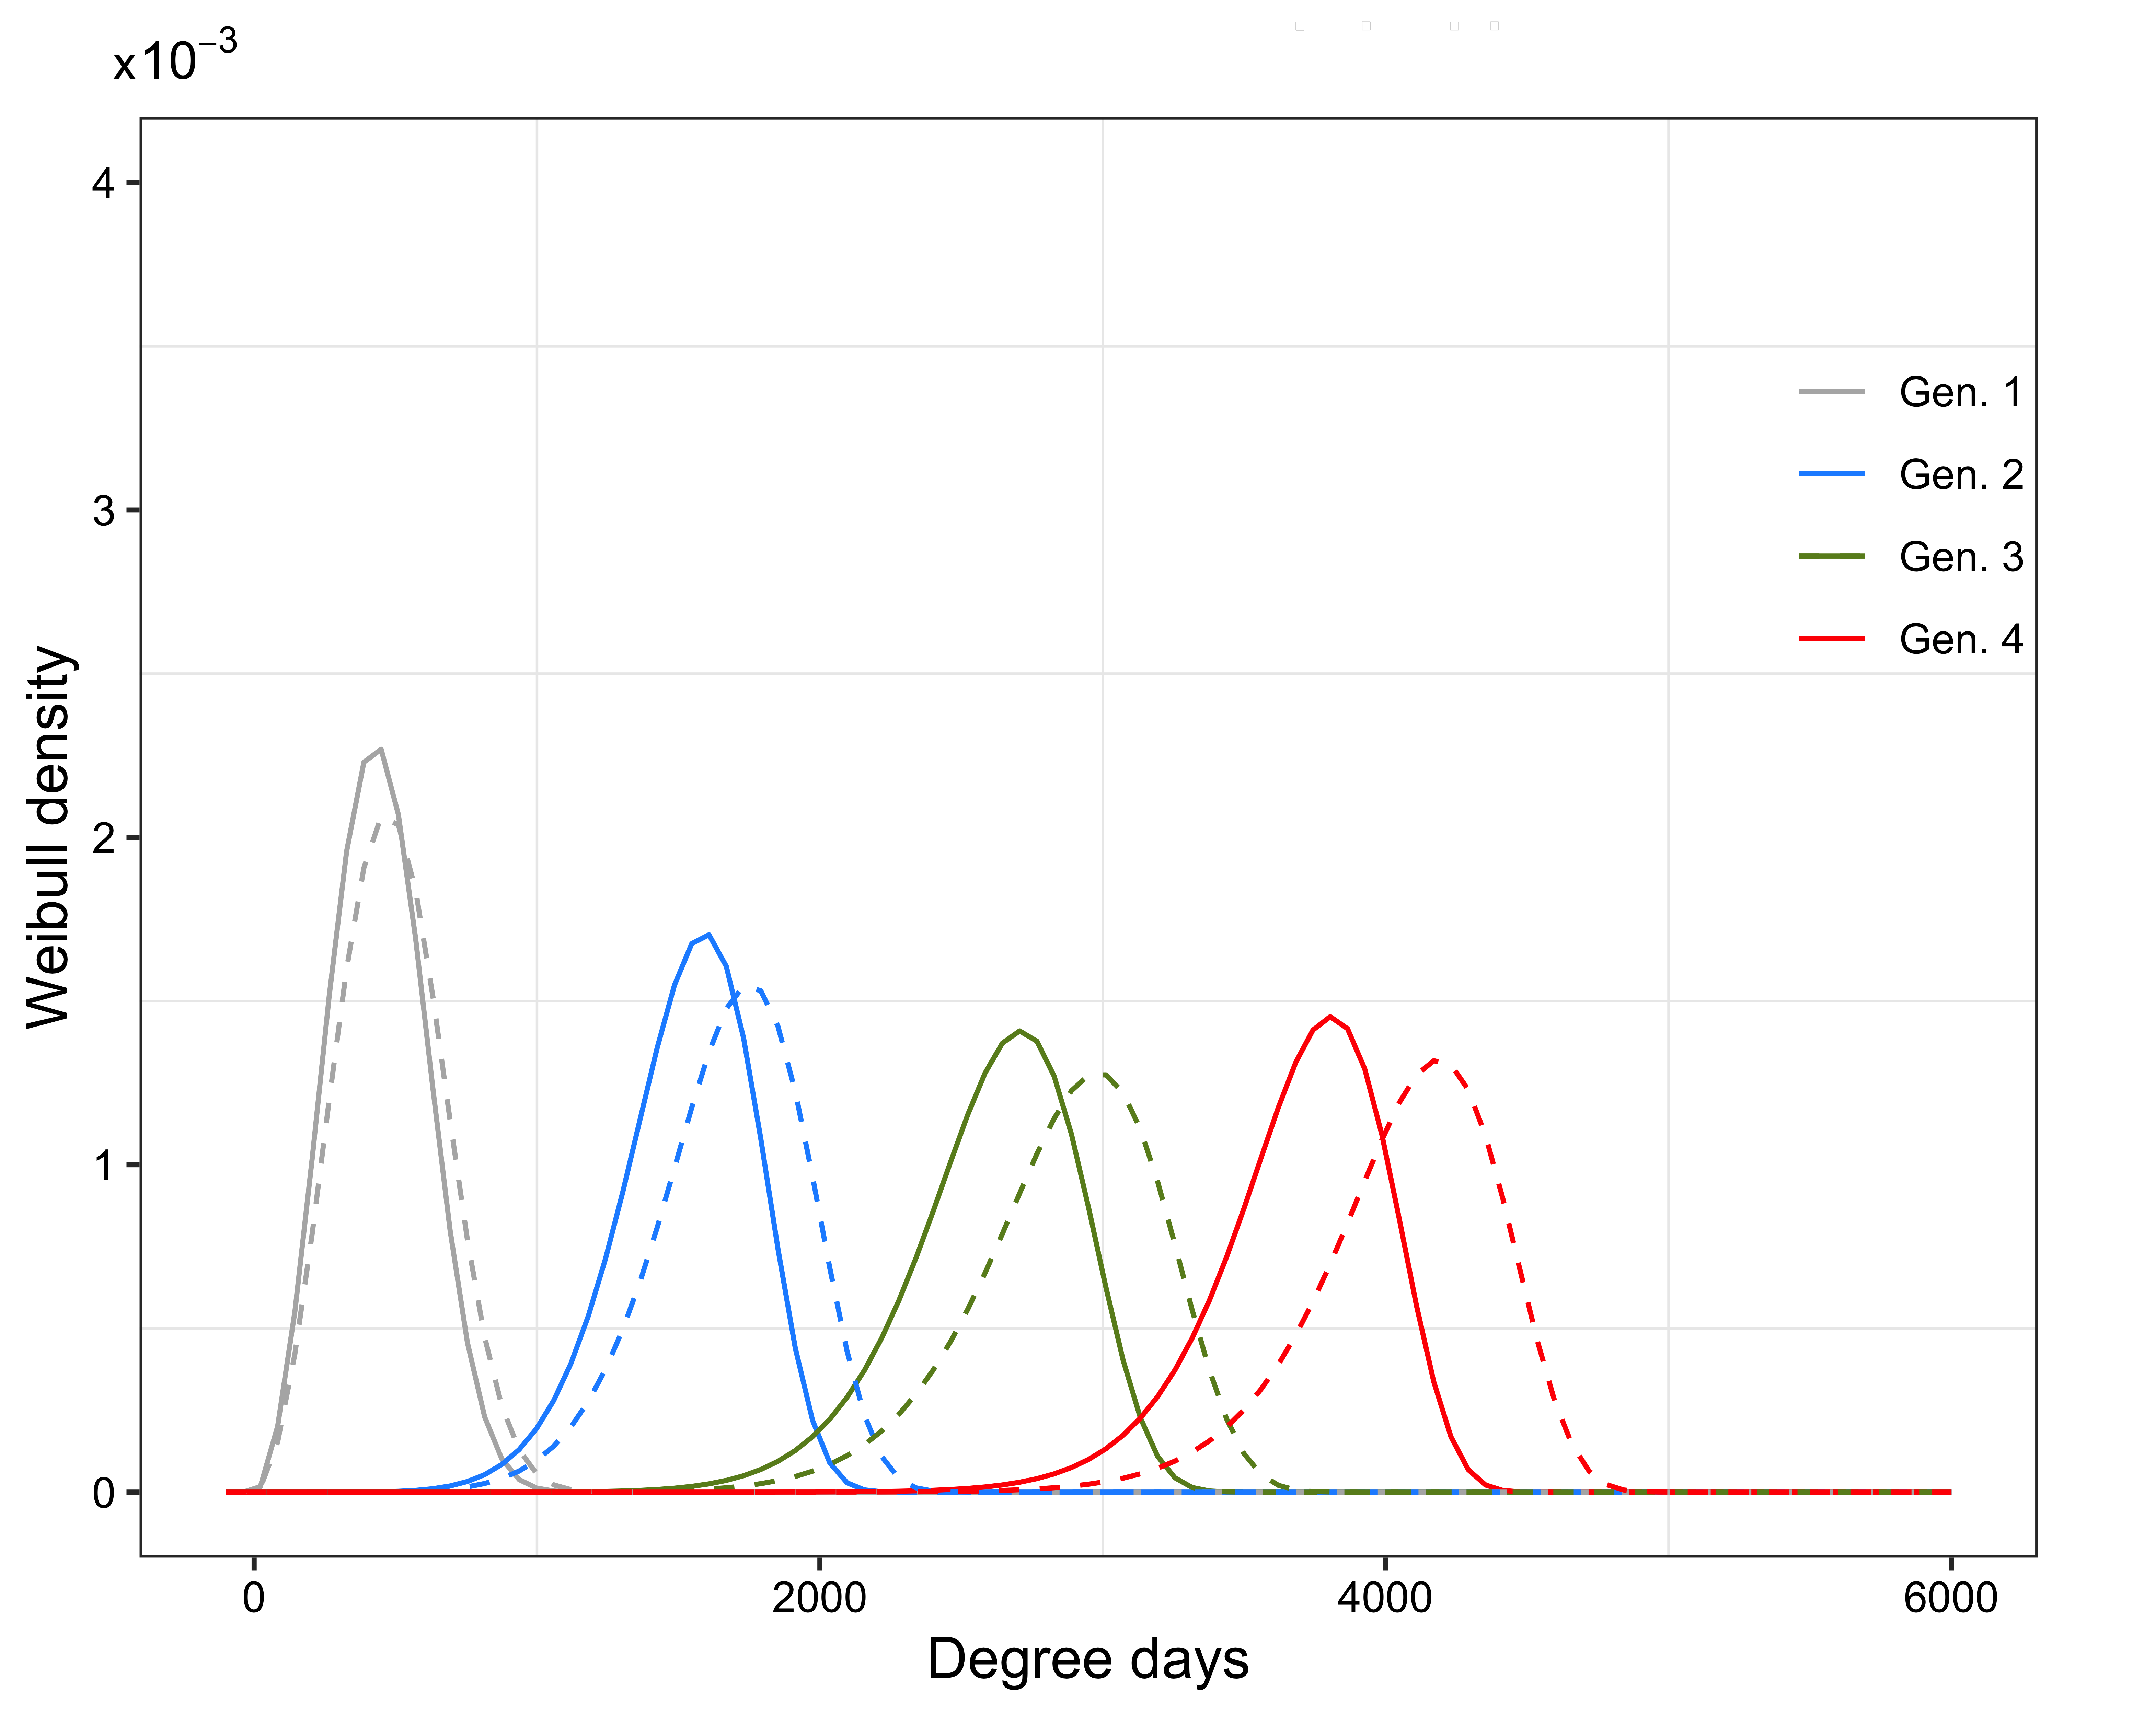 x10−3
4
3
2
1
0
Weibull density
Gen. 1
Gen. 2
Gen. 3
Gen. 4
0 2000 4000 6000
Degree days